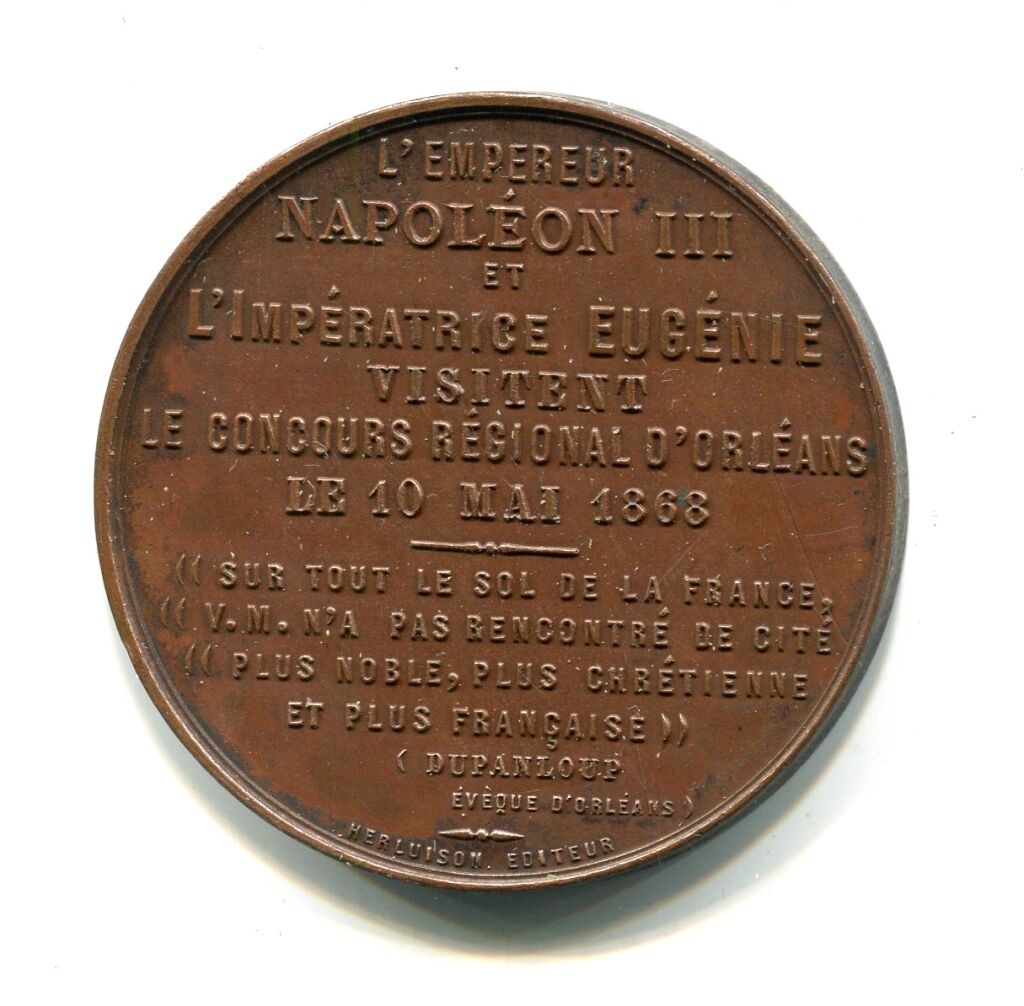 L'EMPEREUR
NAPOLÉON III
ET
L'IMPÉRATRICE EUGÉNIE
VISITENT
LE CONCOURS RÉGIONAL D'ORLÉANS
LE 10 MAI 1868
(( SUR TOUT LE SOL DE LA FRANCE,
(( V.M. N'A PAS RENCONTRÉ DE CITÉ
(( PLUS NOBLE, PLUS CHRÉTIENNE
ET PLUS FRANÇAISE ))
( DUPANLOUP
ÉVÈQUE D'ORLÉANS )
HERLUISON. ÉDITEUR